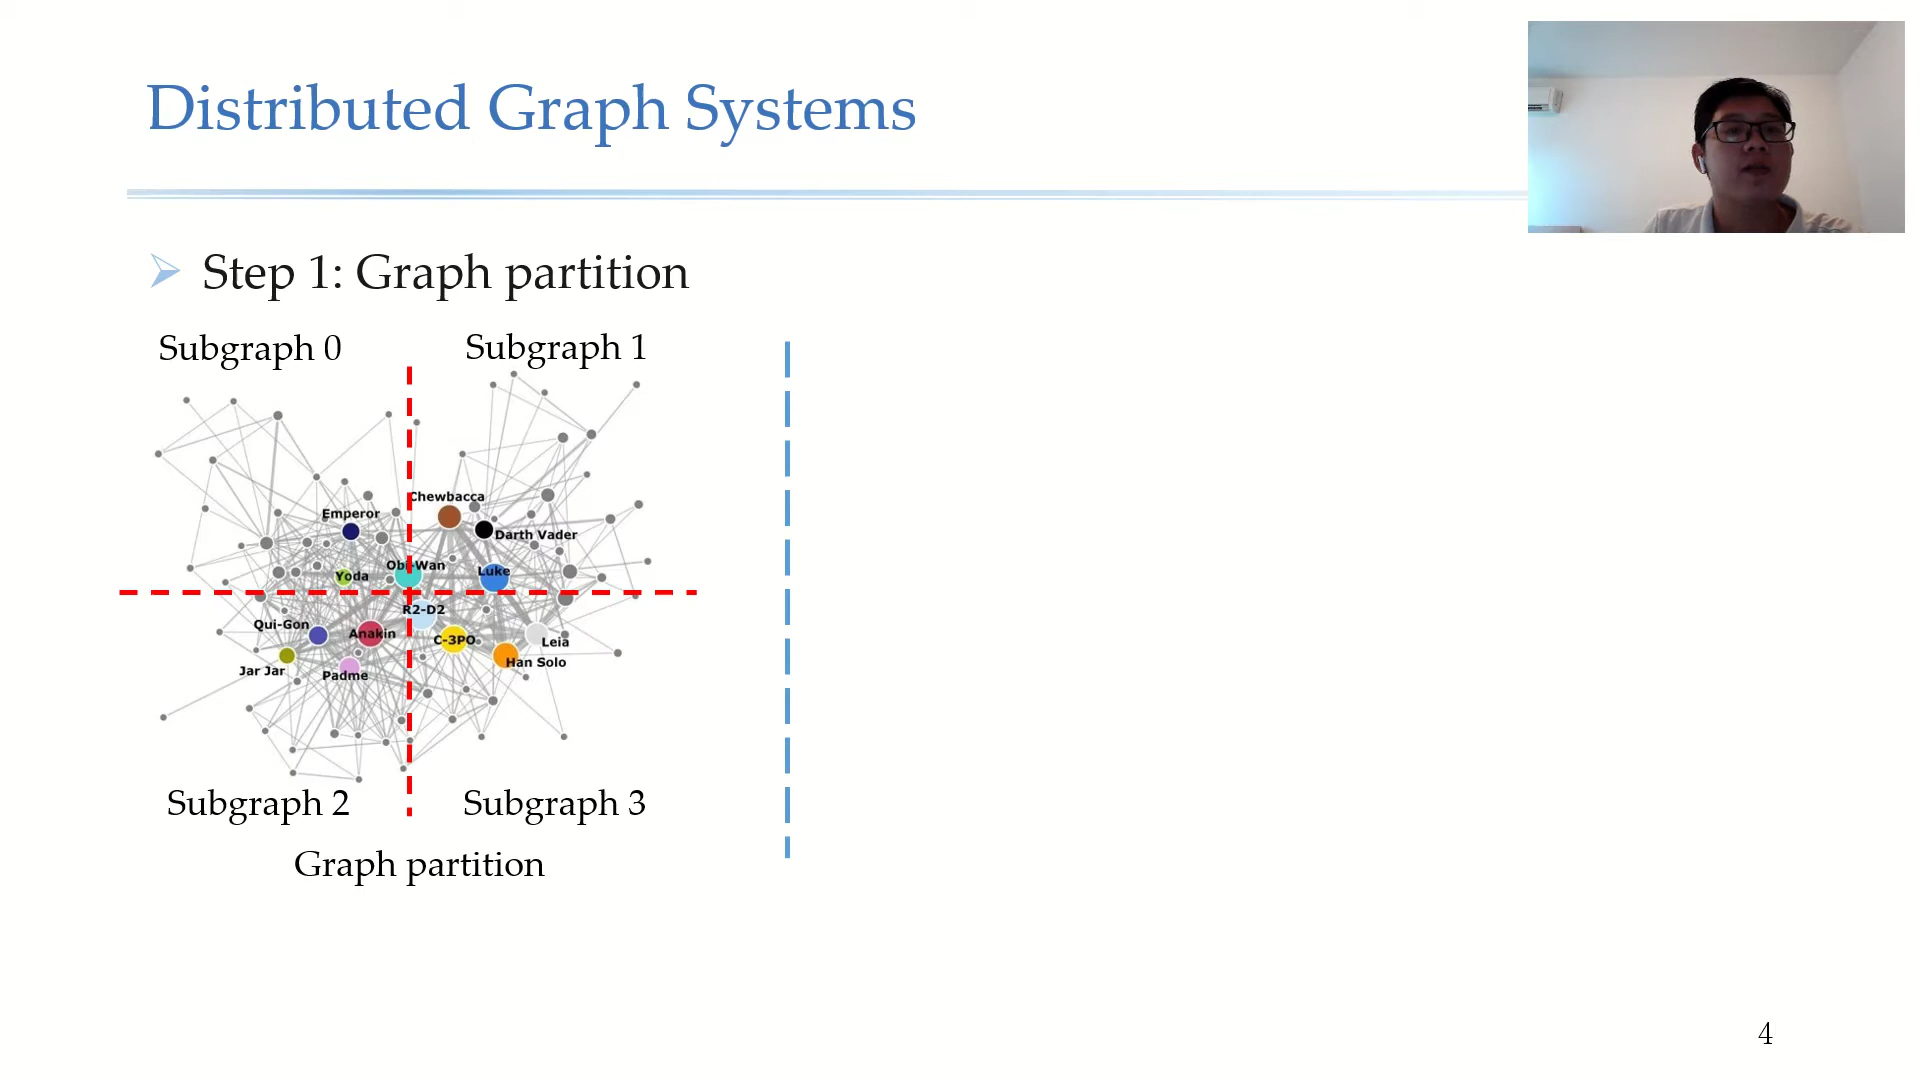 Distributed Graph Systems
Step 1: Graph partition
Subgraph 0
Subgraph 1
Chewbacca
Emperor
Darth Vader
Obi-Wan
Luke
Yoda
R2-D2
Qui-Gon
Anakin
C-3PO
Leia
Han Solo
Jar Jar
Padme
Subgraph 2
Subgraph 3
Graph partition
4